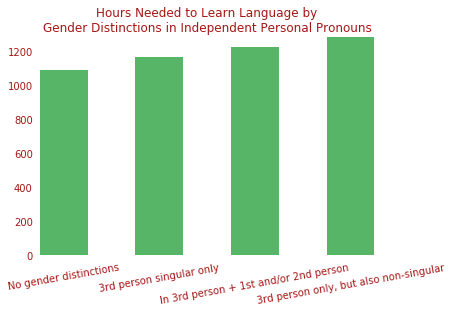 Hours Needed to Learn Language by
Gender Distinctions in Independent Personal Pronouns
1200
1000
800
600
400
200
0
No gender distinctions
3rd person singular only
In 3rd person + 1st and/or 2nd person
3rd person only, but also non-singular